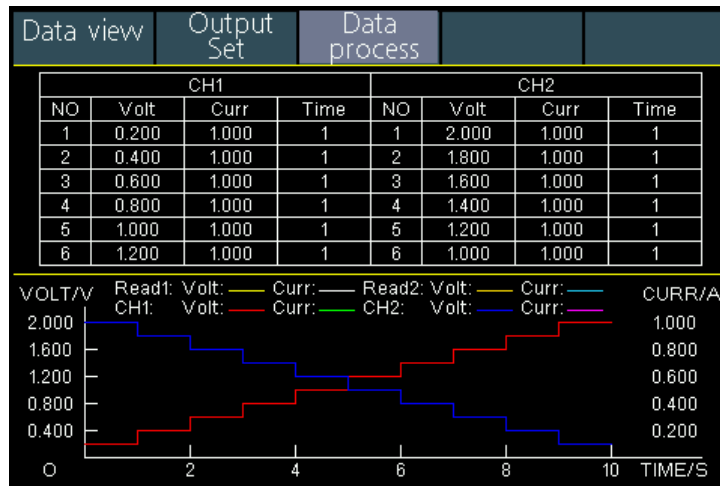 Data view Output Set Data process
CH1 CH2
NO Volt Curr Time NO Volt Curr Time
1 0.200 1.000 1 1 2.000 1.000 1
2 0.400 1.000 1 2 1.800 1.000 1
3 0.600 1.000 1 3 1.600 1.000 1
4 0.800 1.000 1 4 1.400 1.000 1
5 1.000 1.000 1 5 1.200 1.000 1
6 1.200 1.000 1 6 1.000 1.000 1
VOLT/V Read1: Volt: Curr: Read2: Volt: Curr: CURR/A
CH1: Volt: Curr: CH2: Volt: Curr:
2.000 1.000
1.600 0.800
1.200 0.600
0.800 0.400
0.400 0.200
O 2 4 6 8 10 TIME/S